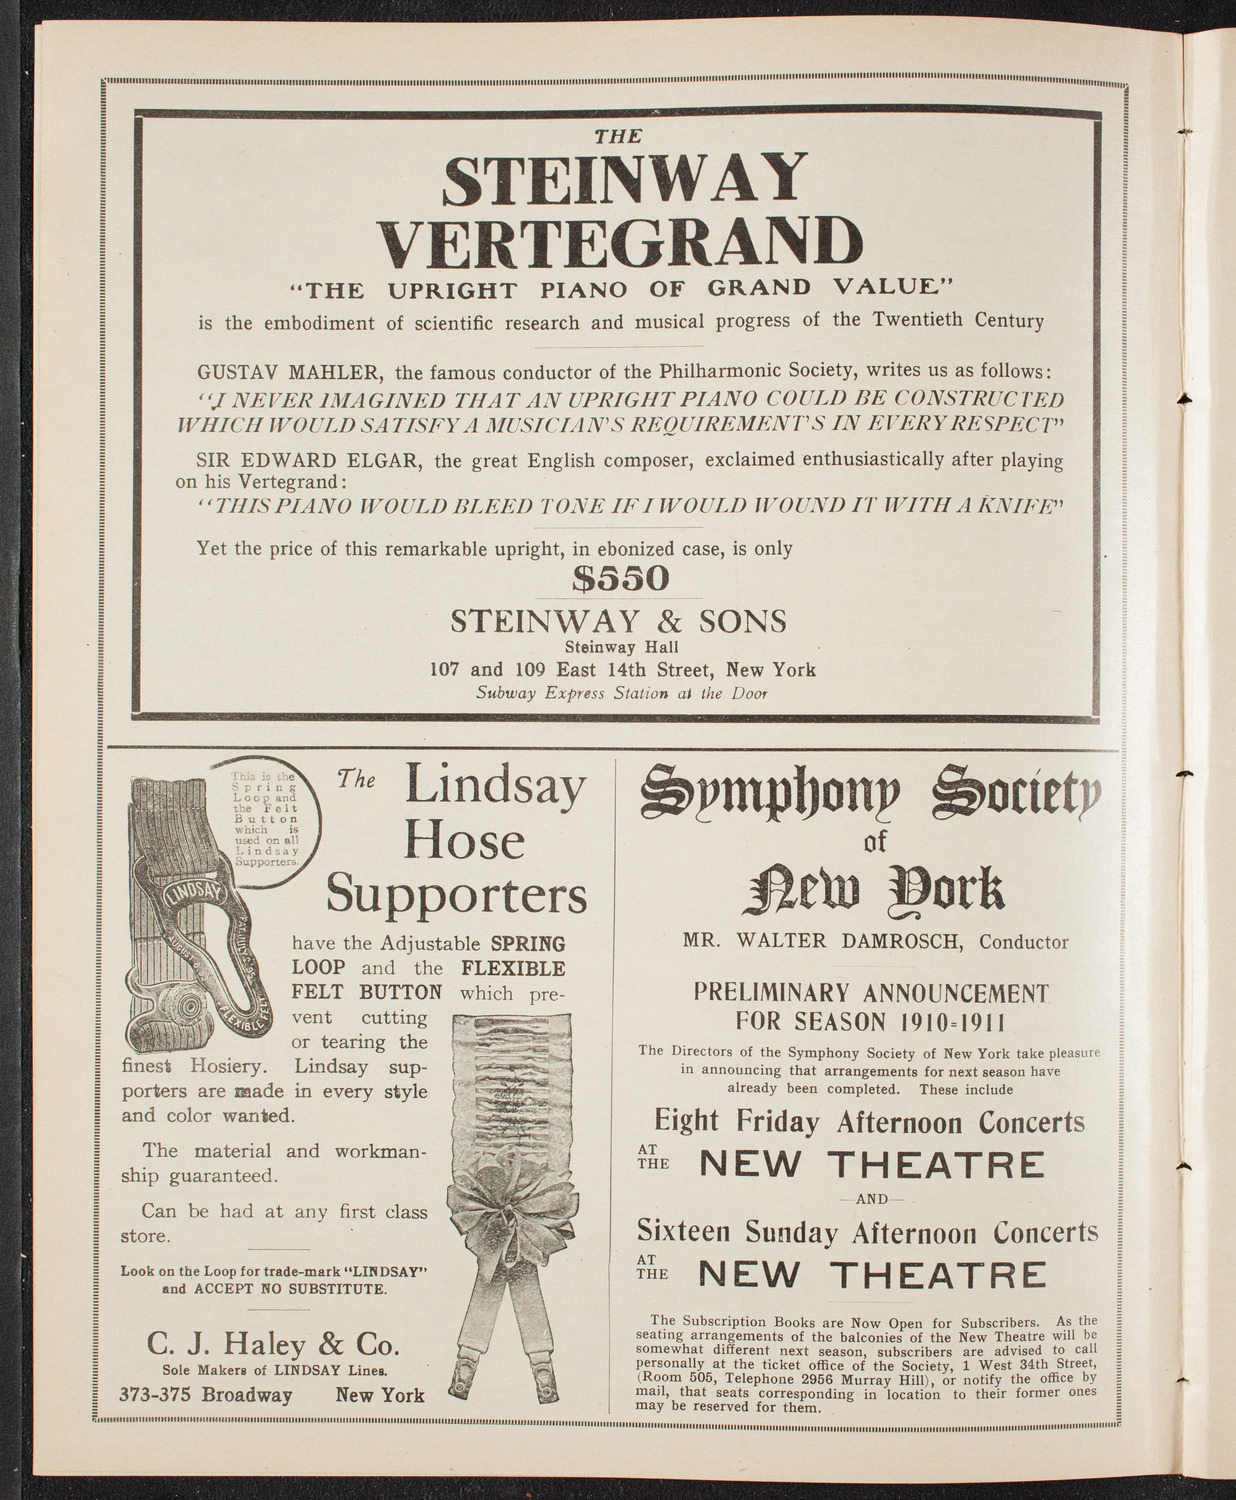 THE
STEINWAY
VERTEGRAND
"THE UPRIGHT PIANO OF GRAND VALUE"
is the embodiment of scientific research and musical progress of the Twentieth Century
GUSTAV MAHLER, the famous conductor of the Philharmonic Society, writes us as follows:
"I NEVER IMAGINED THAT AN UPRIGHT PIANO COULD BE CONSTRUCTED
WHICH WOULD SATISFY A MUSICIAN'S REQUIREMENT'S IN EVERY RESPECT"
SIR EDWARD ELGAR, the great English composer, exclaimed enthusiastically after playing
on his Vertegrand:
"THIS PIANO WOULD BLEED TONE IF I WOULD WOUND IT WITH A KNIFE"
Yet the price of this remarkable upright, in ebonized case, is only
$550
STEINWAY & SONS
Steinway Hall
107 and 109 East 14th Street, New York
Subway Express Station at the Door
This is the
Spring
Loop and
the Felt
Button
which is
used on all
Lindsay
Supporters.
LINDSAY
FLEXIBLE FELT
The Lindsay
Hose
Supporters
have the Adjustable SPRING
LOOP and the FLEXIBLE
FELT BUTTON which pre-
vent cutting
or tearing the
finest Hosiery. Lindsay sup-
porters are made in every style
and color wanted.
The material and workman-
ship guaranteed.
Can be had at any first class
store.
Look on the Loop for trade-mark "LINDSAY"
and ACCEPT NO SUBSTITUTE.
C. J. Haley & Co.
Sole Makers of LINDSAY Lines.
373-375 Broadway New York
Symphony Society
of
New York
MR. WALTER DAMROSCH, Conductor
PRELIMINARY ANNOUNCEMENT
FOR SEASON 1910=1911
The Directors of the Symphony Society of New York take pleasure
in announcing that arrangements for next season have
already been completed. These include
Eight Friday Afternoon Concerts
AT THE NEW THEATRE
—AND—
Sixteen Sunday Afternoon Concerts
AT THE NEW THEATRE
The Subscription Books are Now Open for Subscribers. As the
seating arrangements of the balconies of the New Theatre will be
somewhat different next season, subscribers are advised to call
personally at the ticket office of the Society, 1 West 34th Street,
(Room 505, Telephone 2956 Murray Hill), or notify the office by
mail, that seats corresponding in location to their former ones
may be reserved for them.